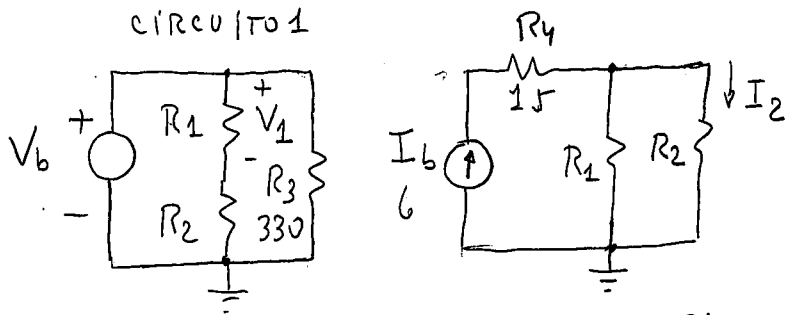 CIRCUITO 1
Vb
+
-
R1
+
V1
-
R2
R3
330
R4
15
Ib
6
R1
R2
I2